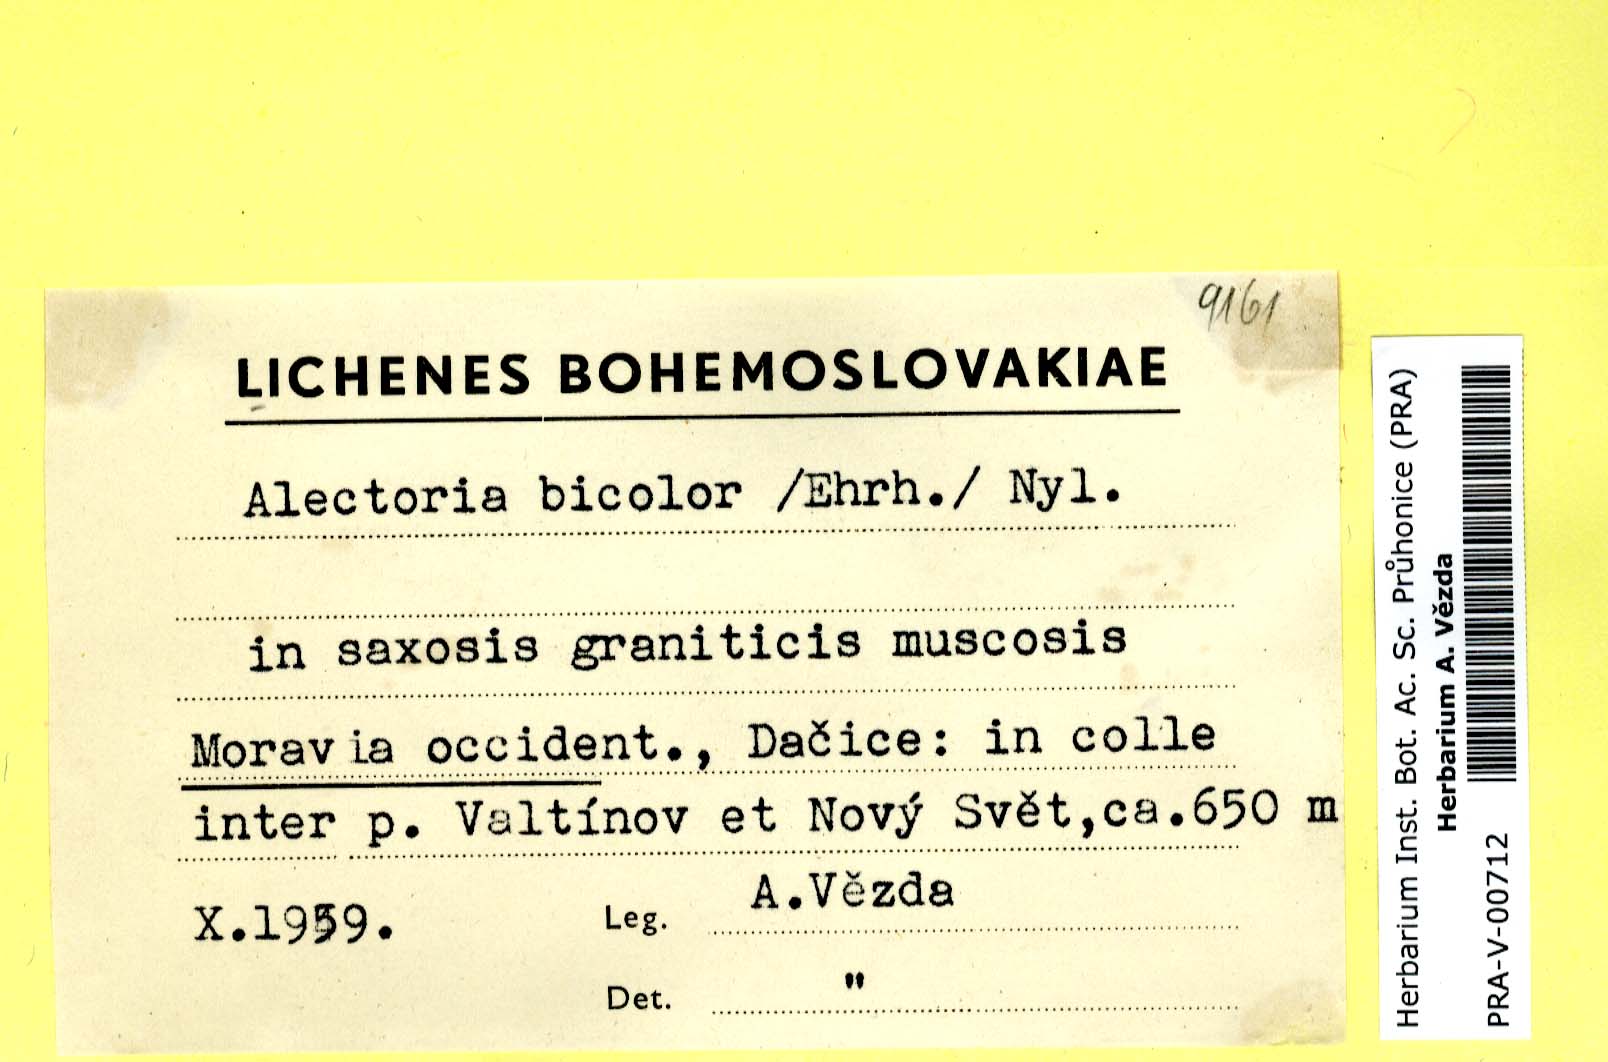 9161
LICHENES BOHEMOSLOVAKIAE
Alectoria bicolor /Ehrh./ Nyl.
in saxosis graniticis muscosis
Moravia occident., Dačice: in colle
inter p. Valtínov et Nový Svět,ca.650 m
X.1959.
Leg. A.Vězda
Det. "
Herbarium Inst. Bot. Ac. Sc. Průhonice (PRA)
Herbarium A. Vězda
PRA-V-00712